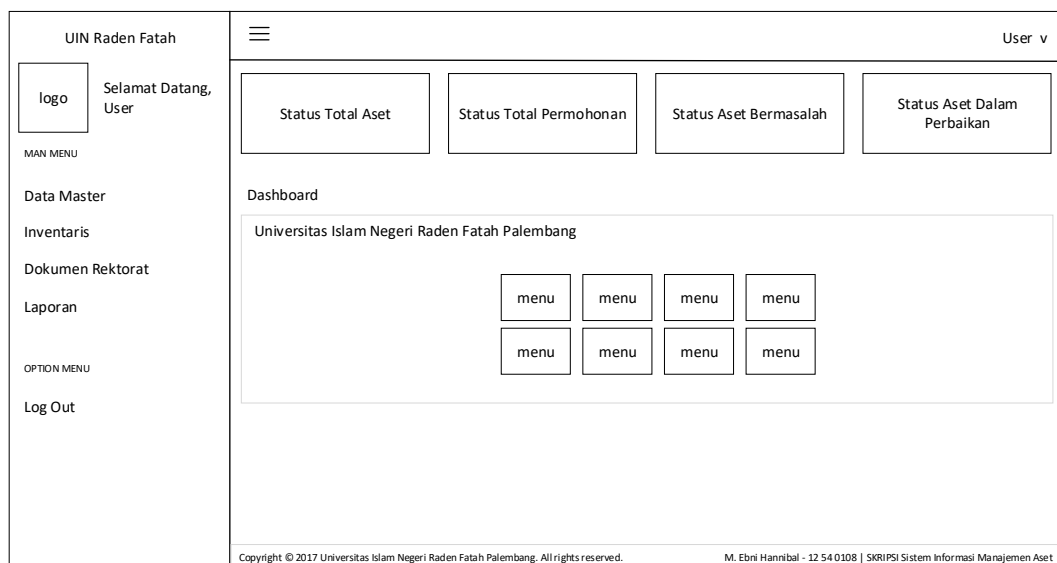 UIN Raden Fatah
User v
logo
Selamat Datang,
User
MAN MENU
Data Master
Inventaris
Dokumen Rektorat
Laporan
OPTION MENU
Log Out
Status Total Aset
Status Total Permohonan
Status Aset Bermasalah
Status Aset Dalam
Perbaikan
Dashboard
Universitas Islam Negeri Raden Fatah Palembang
menu menu menu menu
menu menu menu menu
Copyright © 2017 Universitas Islam Negeri Raden Fatah Palembang. All rights reserved.
M. Ebni Hannibal - 12 54 0108 | SKRIPSI Sistem Informasi Manajemen Aset